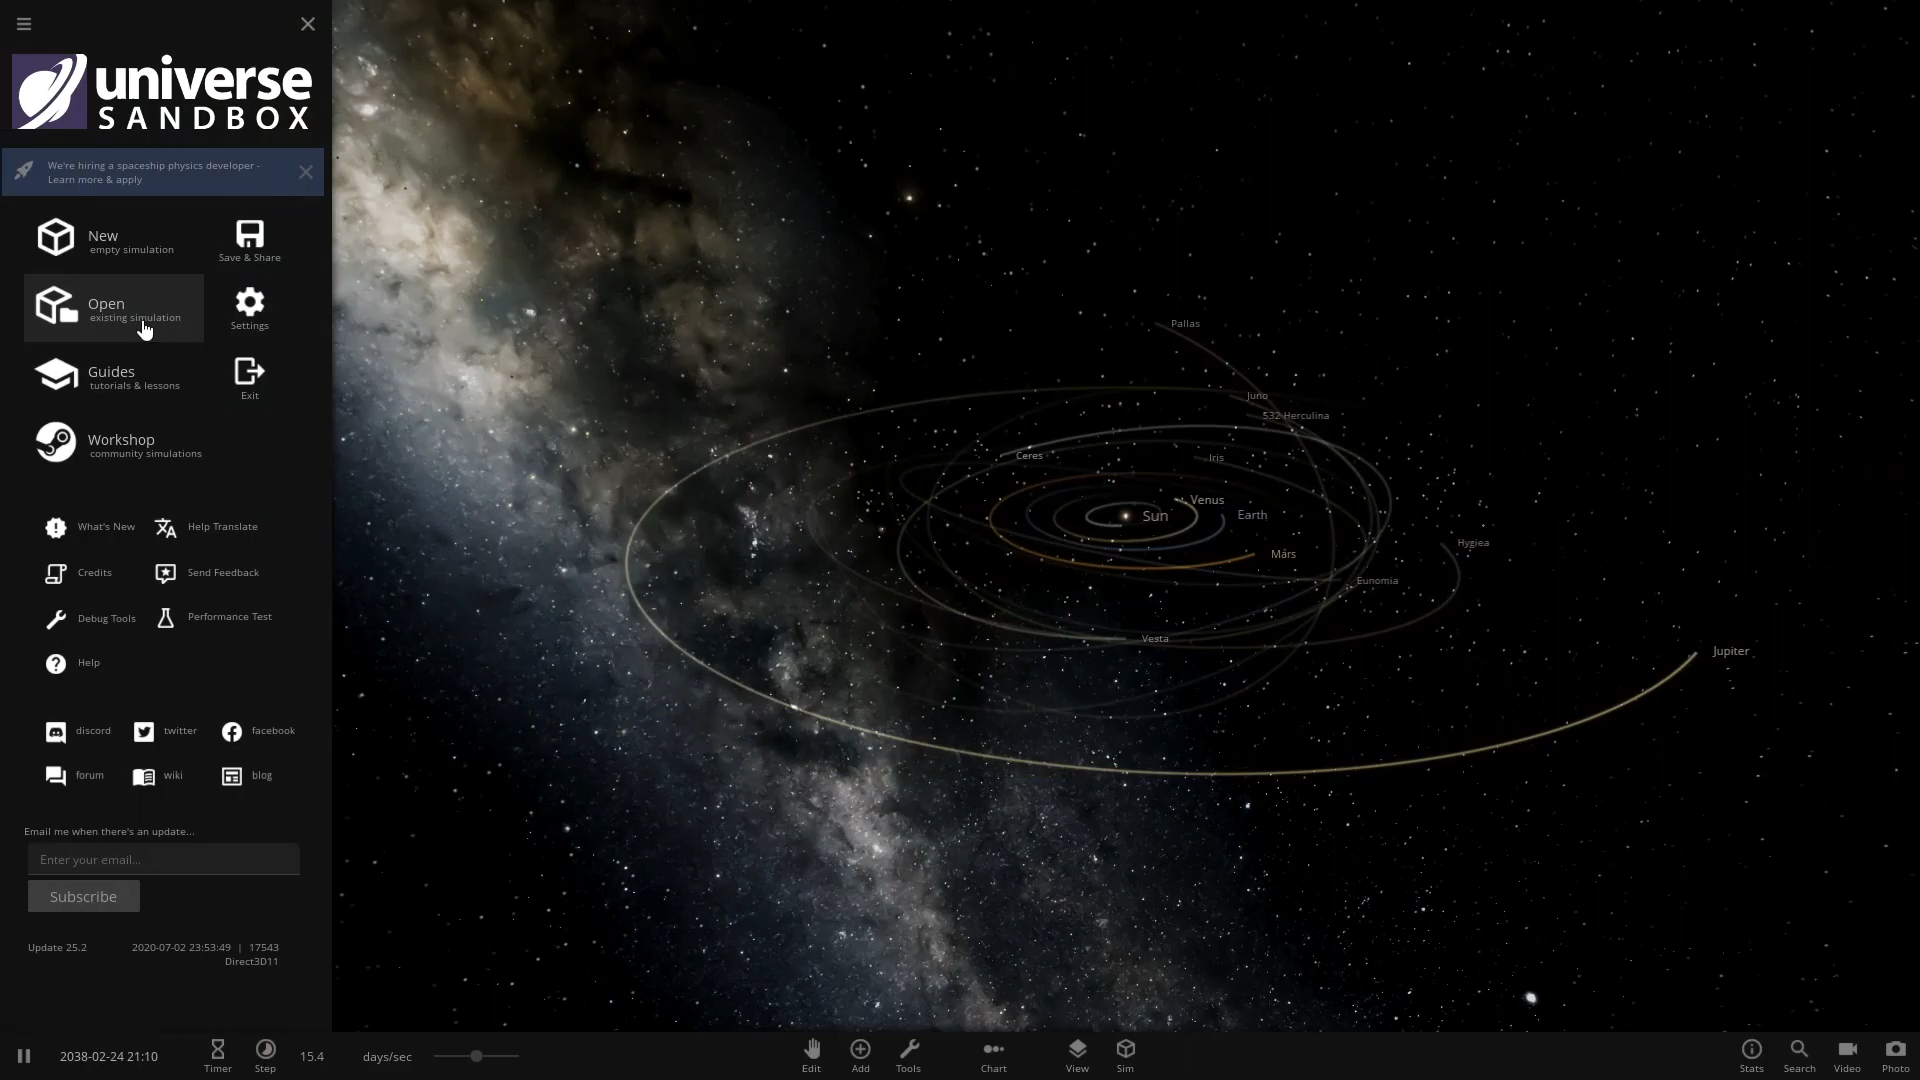 universe
SANDBOX
We're hiring a spaceship physics developer -
Learn more & apply
New
empty simulation
Save & Share
Open
existing simulation
Settings
Guides
tutorials & lessons
Exit
Workshop
community simulations
What's New
Help Translate
Credits
Send Feedback
Debug Tools
Performance Test
Help
discord
twitter
facebook
forum
wiki
blog
Email me when there's an update...
Enter your email...
Subscribe
Update 25.2
2020-07-02 23:53:49 | 17543
Direct3D11
Pallas
Juno
532 Herculina
Ceres
Iris
Venus
Sun
Earth
Mars
Hygiea
Eunomia
Vesta
Jupiter
2038-02-24 21:10
Timer
Step
15.4
days/sec
Edit
Add
Tools
Chart
View
Sim
Stats
Search
Video
Photo